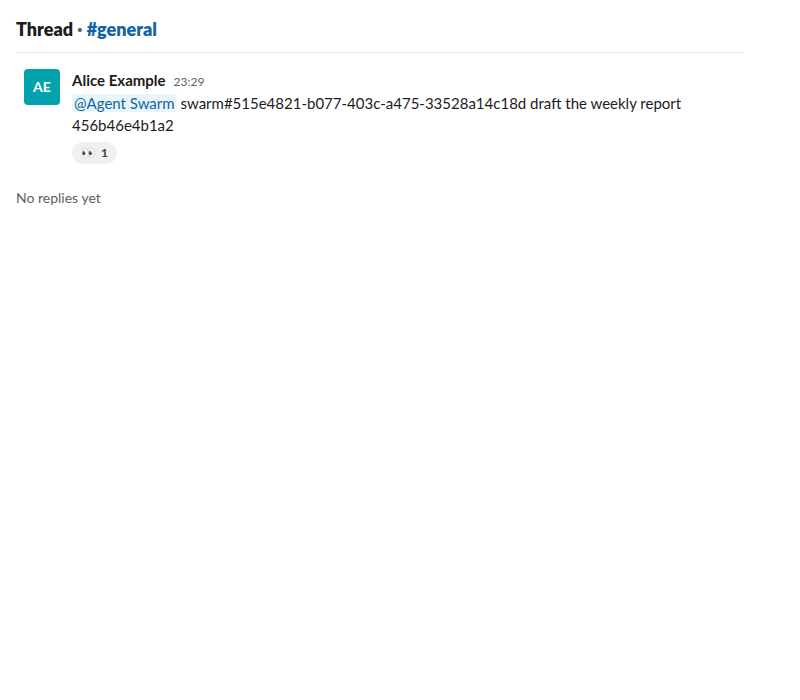 Thread • #general
AE
Alice Example 23:29
@Agent Swarm swarm#515e4821-b077-403c-a475-33528a14c18d draft the weekly report
456b46e4b1a2
👀 1
No replies yet